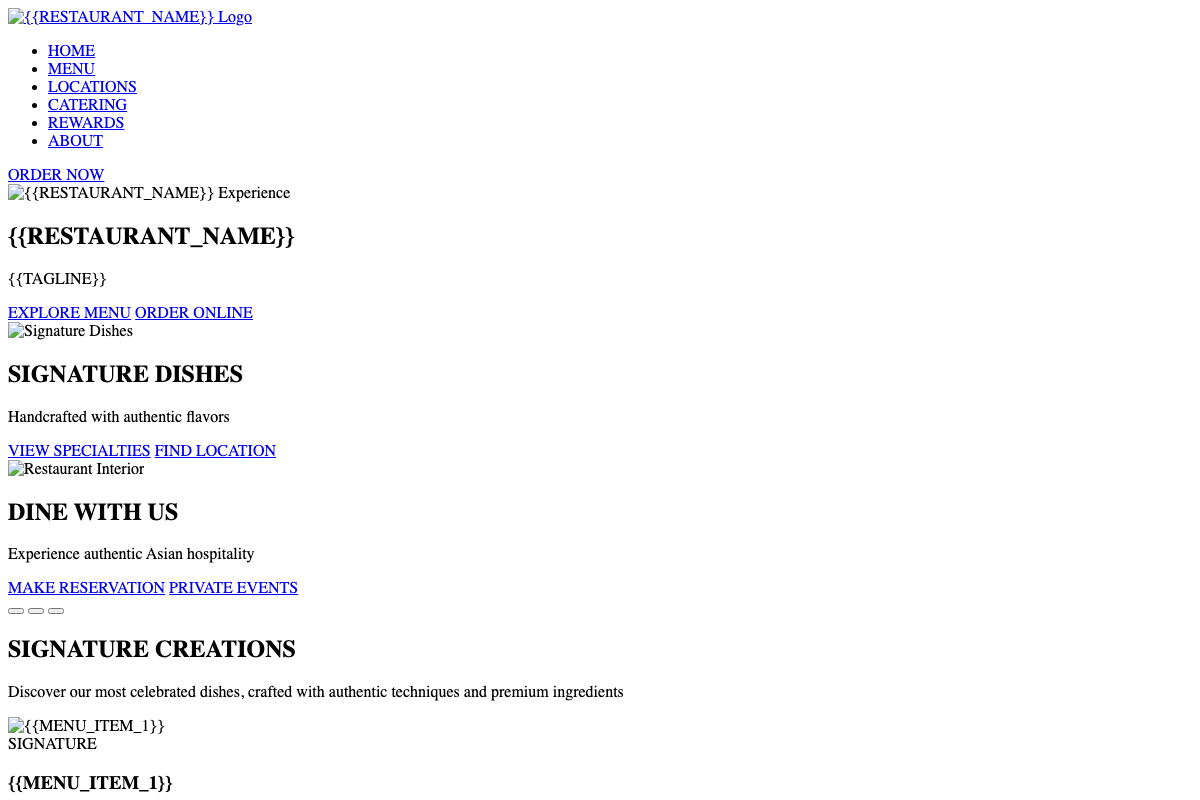 {{RESTAURANT_NAME}} Logo
HOME
MENU
LOCATIONS
CATERING
REWARDS
ABOUT
ORDER NOW
{{RESTAURANT_NAME}} Experience
{{RESTAURANT_NAME}}
{{TAGLINE}}
EXPLORE MENU ORDER ONLINE
Signature Dishes
SIGNATURE DISHES
Handcrafted with authentic flavors
VIEW SPECIALTIES FIND LOCATION
Restaurant Interior
DINE WITH US
Experience authentic Asian hospitality
MAKE RESERVATION PRIVATE EVENTS
SIGNATURE CREATIONS
Discover our most celebrated dishes, crafted with authentic techniques and premium ingredients
{{MENU_ITEM_1}}
SIGNATURE
{{MENU_ITEM_1}}